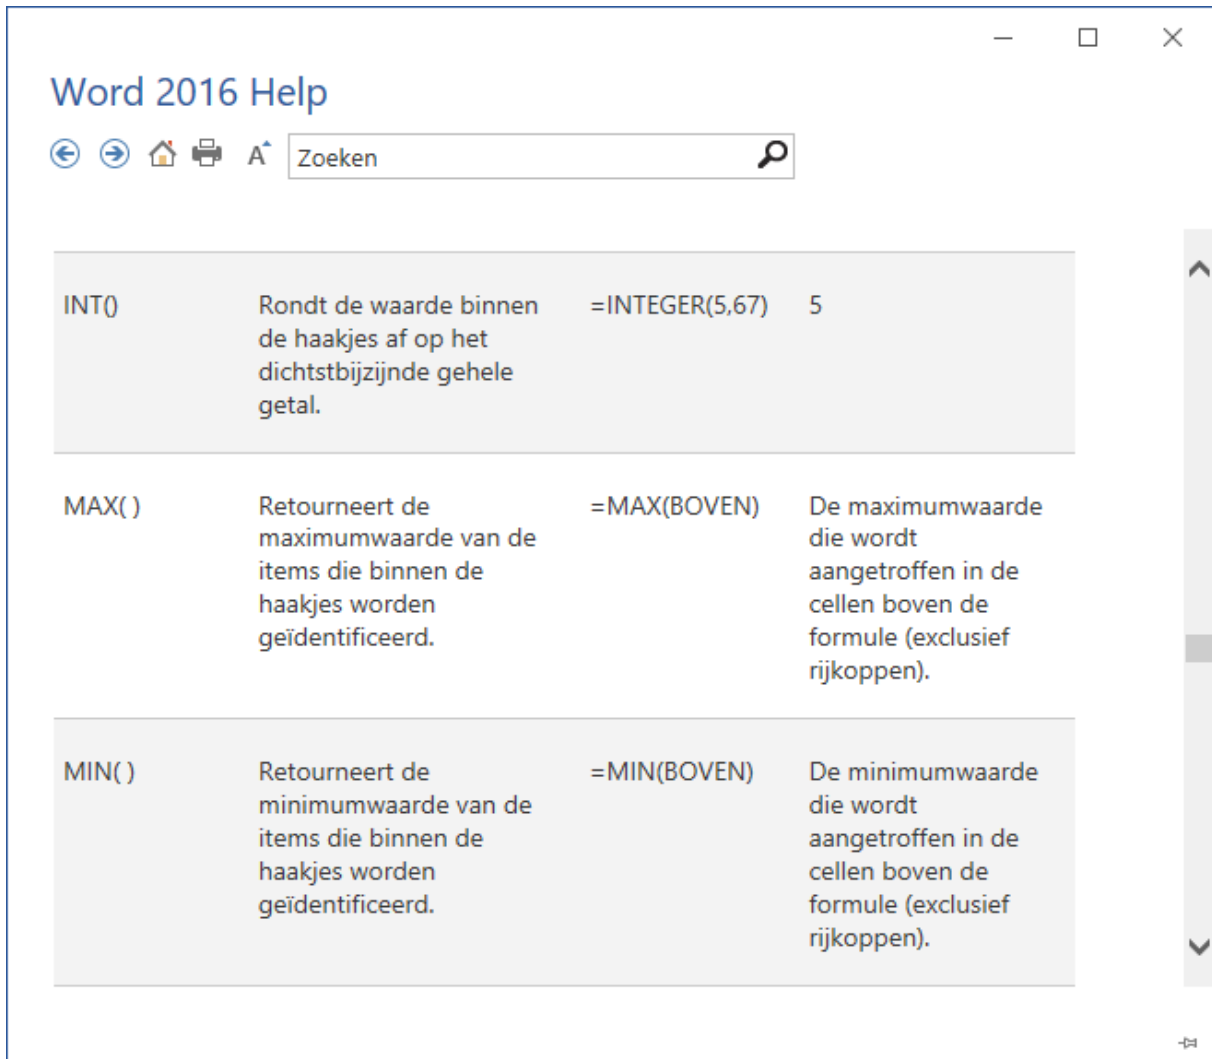 Word 2016 Help
Zoeken
INT()
Rondt de waarde binnen
de haakjes af op het
dichtstbijzijnde gehele
getal.
=INTEGER(5,67)
5
MAX( )
Retourneert de
maximumwaarde van de
items die binnen de
haakjes worden
geïdentificeerd.
=MAX(BOVEN)
De maximumwaarde
die wordt
aangetroffen in de
cellen boven de
formule (exclusief
rijkoppen).
MIN( )
Retourneert de
minimumwaarde van de
items die binnen de
haakjes worden
geïdentificeerd.
=MIN(BOVEN)
De minimumwaarde
die wordt
aangetroffen in de
cellen boven de
formule (exclusief
rijkoppen).